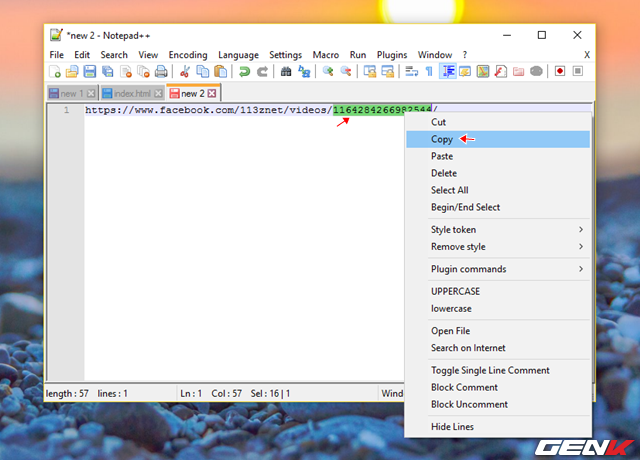 *new 2 - Notepad++
File Edit Search View Encoding Language Settings Macro Run Plugins Window ? X
new 1 index.html new 2
1 https://www.facebook.com/113znet/videos/1164284266982544/
Cut
Copy
Paste
Delete
Select All
Begin/End Select
Style token
Remove style
Plugin commands
UPPERCASE
lowercase
Open File
Search on Internet
Toggle Single Line Comment
Block Comment
Block Uncomment
Hide Lines
length : 57 lines : 1 Ln : 1 Col : 57 Sel : 16 | 1 Wind
GENK